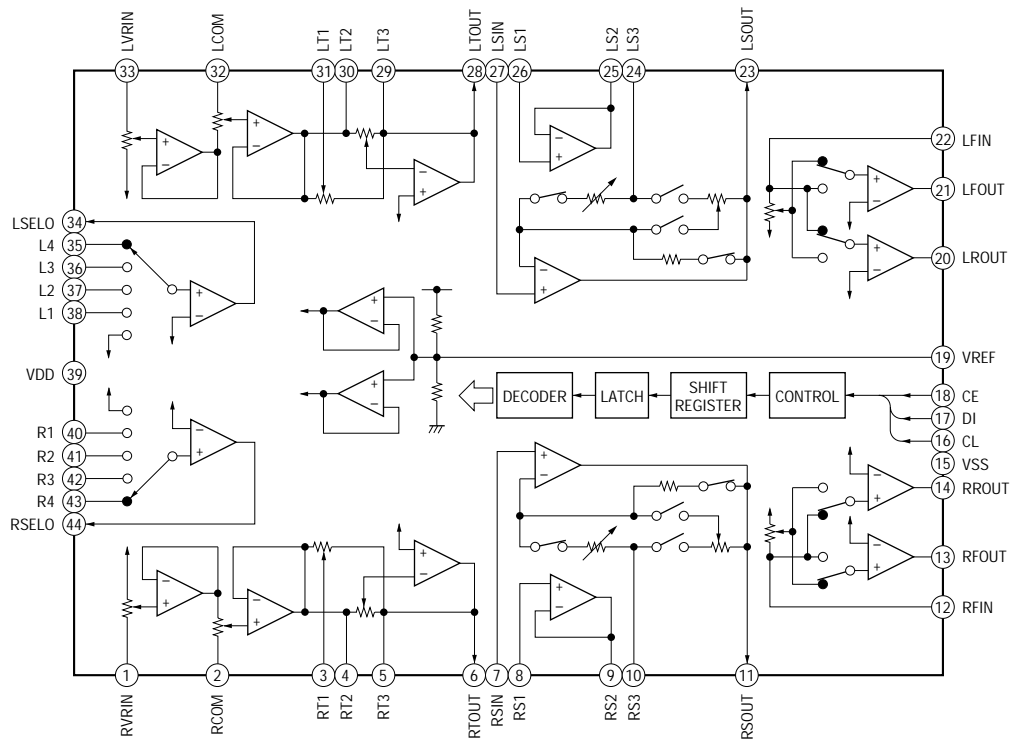 LVRIN
LCOM
LT1
LT2
LT3
LTOUT
LSIN
LS1
LS2
LS3
LSOUT
33
32
31
30
29
28
27
26
25
24
23
+
−
+
−
−
+
−
+
22 LFIN
+
−
21 LFOUT
+
−
20 LROUT
+
−
LSELO 34
L4 35
L3 36
L2 37
L1 38
+
−
VDD 39
+
−
+
−
19 VREF
DECODER
LATCH
SHIFT
REGISTER
CONTROL
18 CE
17 DI
16 CL
15 VSS
R1 40
R2 41
R3 42
R4 43
RSELO 44
−
+
+
−
−
+
14 RROUT
−
+
13 RFOUT
12 RFIN
−
+
−
+
+
−
+
−
1
2
3
4
5
6
7
8
9
10
11
RVRIN
RCOM
RT1
RT2
RT3
RTOUT
RSIN
RS1
RS2
RS3
RSOUT